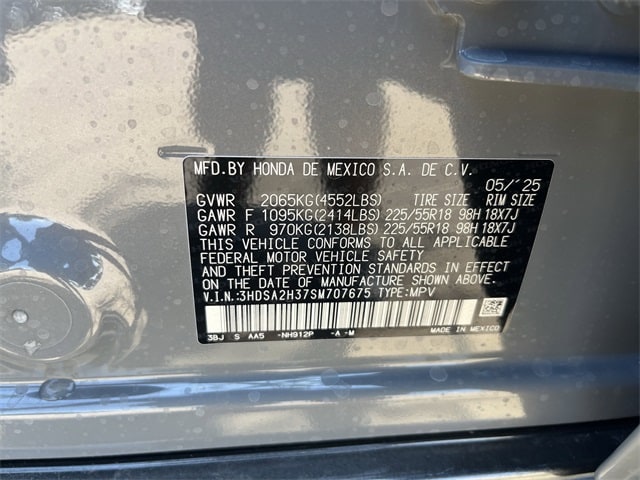 MFD.BY HONDA DE MEXICO S.A. DE C.V.
05/'25
GVWR 2065KG(4552LBS) TIRE SIZE RIM SIZE
GAWR F 1095KG(2414LBS) 225/55R18 98H 18X7J
GAWR R 970KG(2138LBS) 225/55R18 98H 18X7J
THIS VEHICLE CONFORMS TO ALL APPLICABLE
FEDERAL MOTOR VEHICLE SAFETY
AND THEFT PREVENTION STANDARDS IN EFFECT
ON THE DATE OF MANUFACTURE SHOWN ABOVE.
V.I.N.:3HDSA2H37SM707675 TYPE:MPV
3BJ S AA5 -NH912P -A -M MADE IN MEXICO